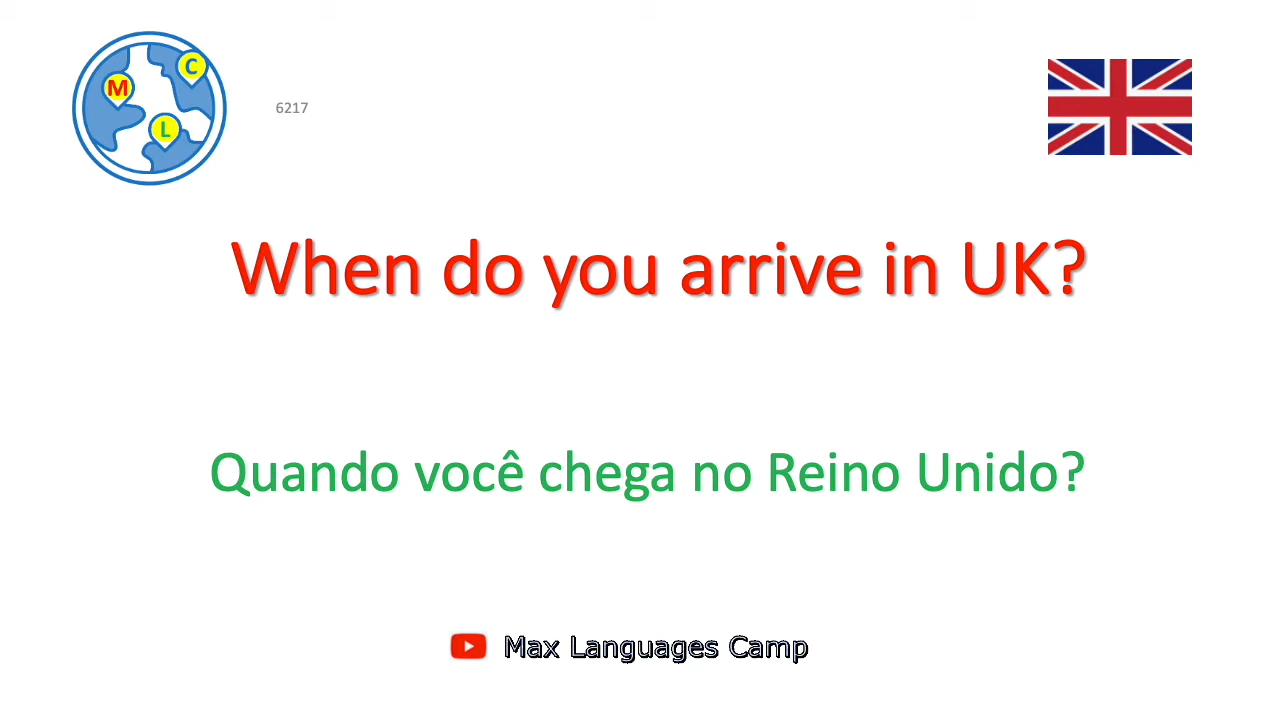 C
M
6217
L
When do you arrive in UK?
Quando você chega no Reino Unido?
Max Languages Camp